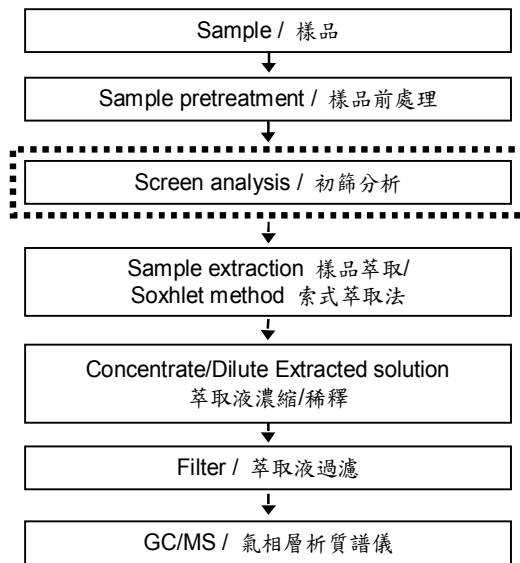 Sample / 樣品
Sample pretreatment / 樣品前處理
Screen analysis / 初篩分析
Sample extraction 樣品萃取/
Soxhlet method 索式萃取法
Concentrate/Dilute Extracted solution
萃取液濃縮/稀釋
Filter / 萃取液過濾
GC/MS / 氣相層析質譜儀